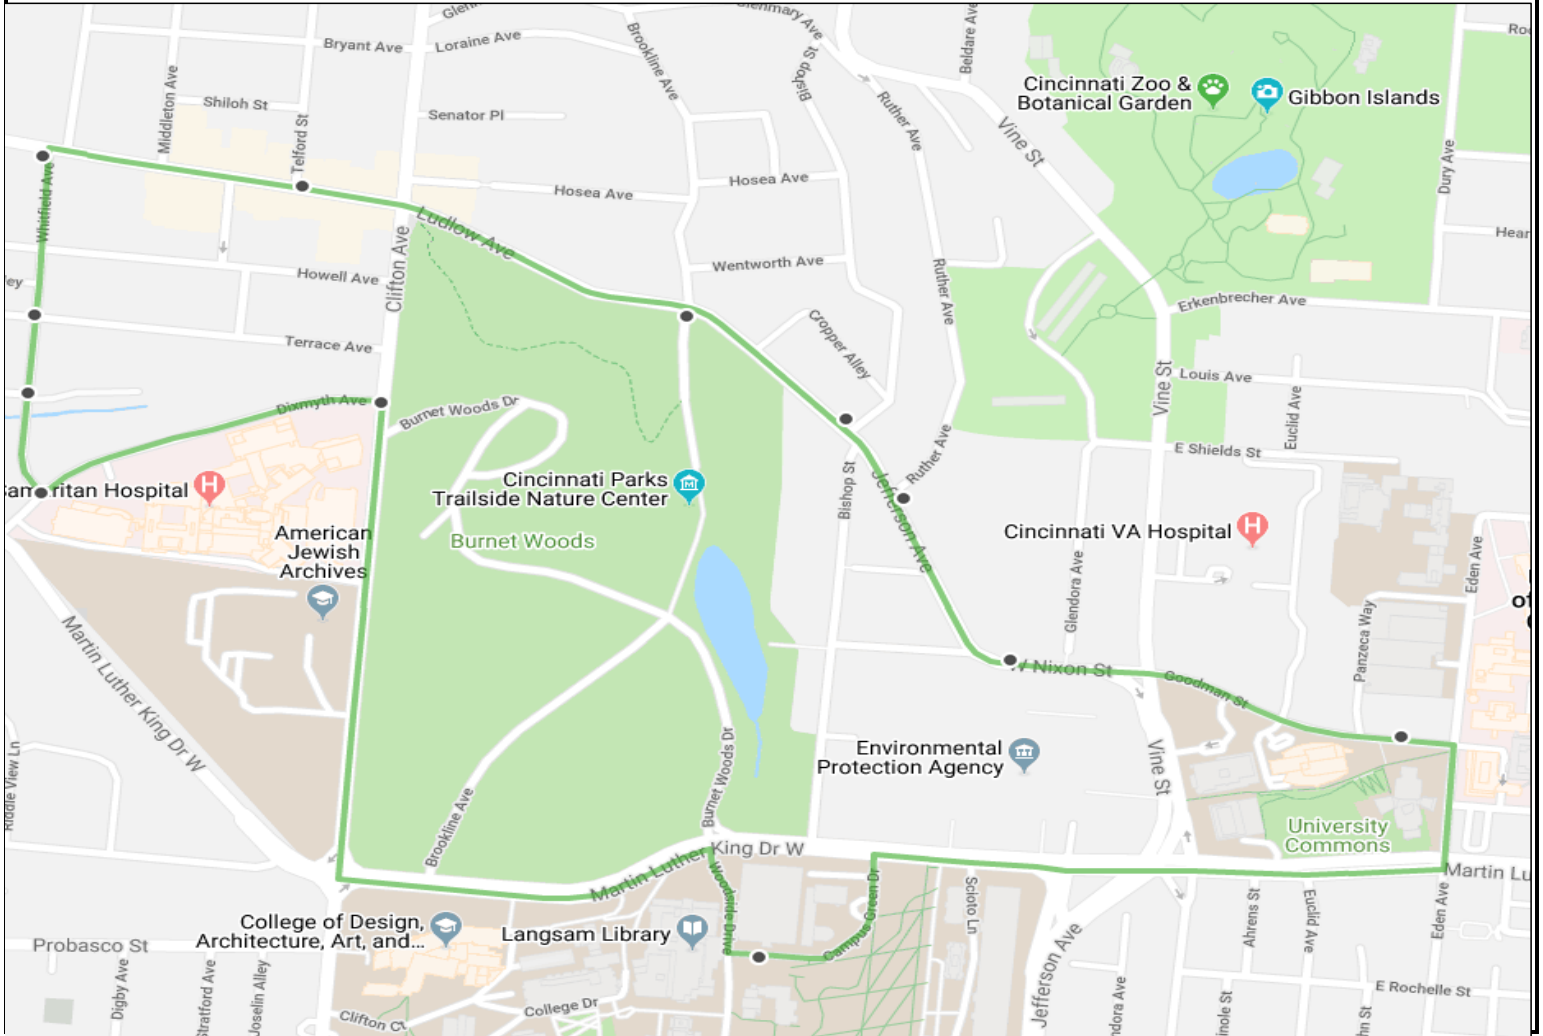 Glenmary Ave
Bryant Ave
Loraine Ave
Brookline Ave
Bishop St
Beldare Ave
Middleton Ave
Shiloh St
Telford St
Senator Pl
Ruther Ave
Vine St
Cincinnati Zoo &
Botanical Garden
Gibbon Islands
Dury Ave
Whitfield Ave
Hosea Ave
Hosea Ave
Ludlow Ave
Clifton Ave
Howell Ave
Wentworth Ave
Ruther Ave
Erkenbrecher Ave
Terrace Ave
Cropper Alley
Vine St
Louis Ave
Euclid Ave
Dixmyth Ave
Burnet Woods Dr
Ruther Ave
E Shields St
Hospital
Cincinnati Parks
Trailside Nature Center
Bishop St
Jefferson Ave
Burnet Woods
American
Jewish
Archives
Cincinnati VA Hospital
Glendora Ave
Eden Ave
of
Panzeca Way
Martin Luther King Dr W
W Nixon St
Goodman St
Riddle View Ln
Environmental
Protection Agency
Vine St
Burnet Woods Dr
Brookline Ave
University
Commons
Martin Luther King Dr W
Martin Lu
Woodside Drive
Campus Green Dr
Scioto Ln
Ahrens St
Euclid Ave
Eden Ave
College of Design,
Architecture, Art, and...
Langsam Library
Probasco St
Digby Ave
Stratford Ave
Joselin Alley
Clifton Ct
College Dr
Jefferson Ave
E Rochelle St